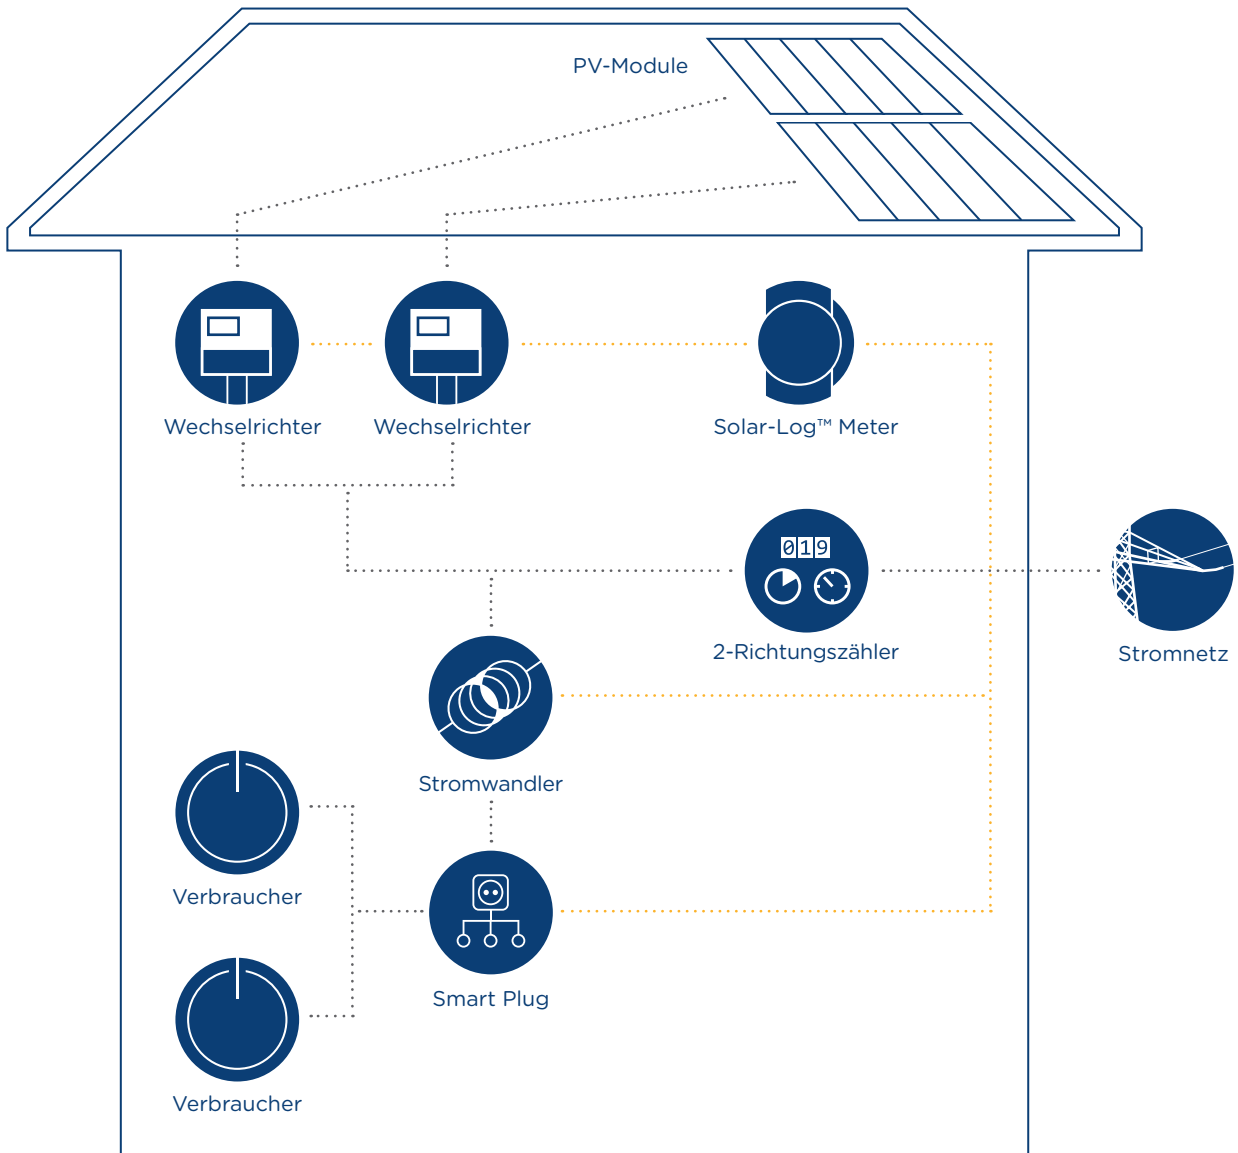 PV-Module
Wechselrichter
Wechselrichter
Solar-Log™ Meter
019
2-Richtungszähler
Stromnetz
Stromwandler
Verbraucher
Smart Plug
Verbraucher